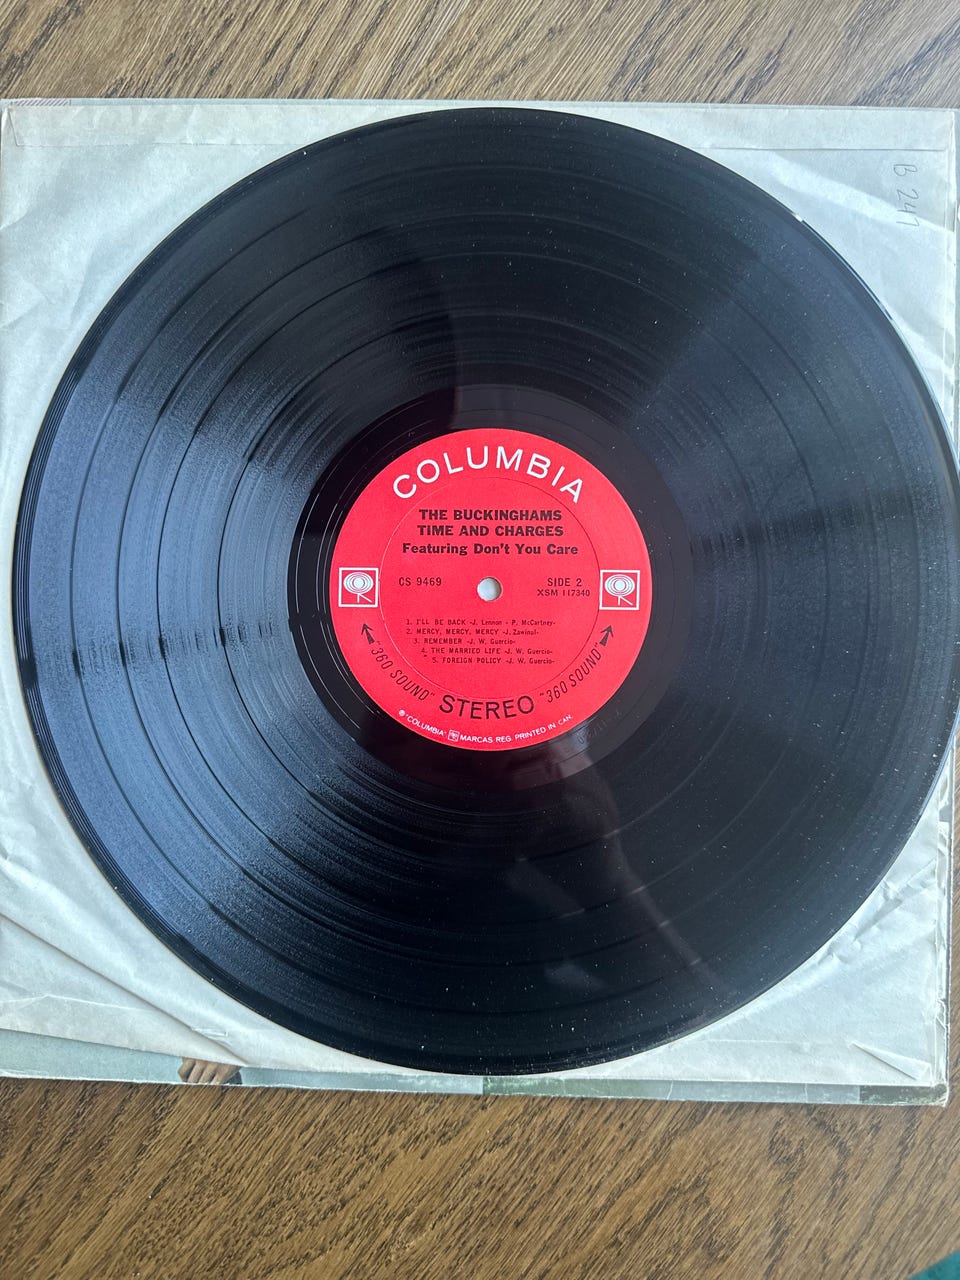 B 247
COLUMBIA
THE BUCKINGHAMS
TIME AND CHARGES
Featuring Don't You Care
CS 9469
SIDE 2
XSM 117340
1. I'LL BE BACK -J. Lennon - P. McCartney-
2. MERCY, MERCY, MERCY -J. Zawinul-
3. REMEMBER -J. W. Guercio-
4. THE MARRIED LIFE -J. W. Guercio-
5. FOREIGN POLICY -J. W. Guercio-
"360 SOUND" STEREO "360 SOUND"
® "COLUMBIA" MARCAS REG. PRINTED IN CAN.